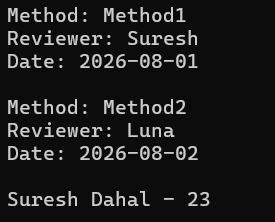 Method: Method1
Reviewer: Suresh
Date: 2026-08-01
Method: Method2
Reviewer: Luna
Date: 2026-08-02
Suresh Dahal - 23